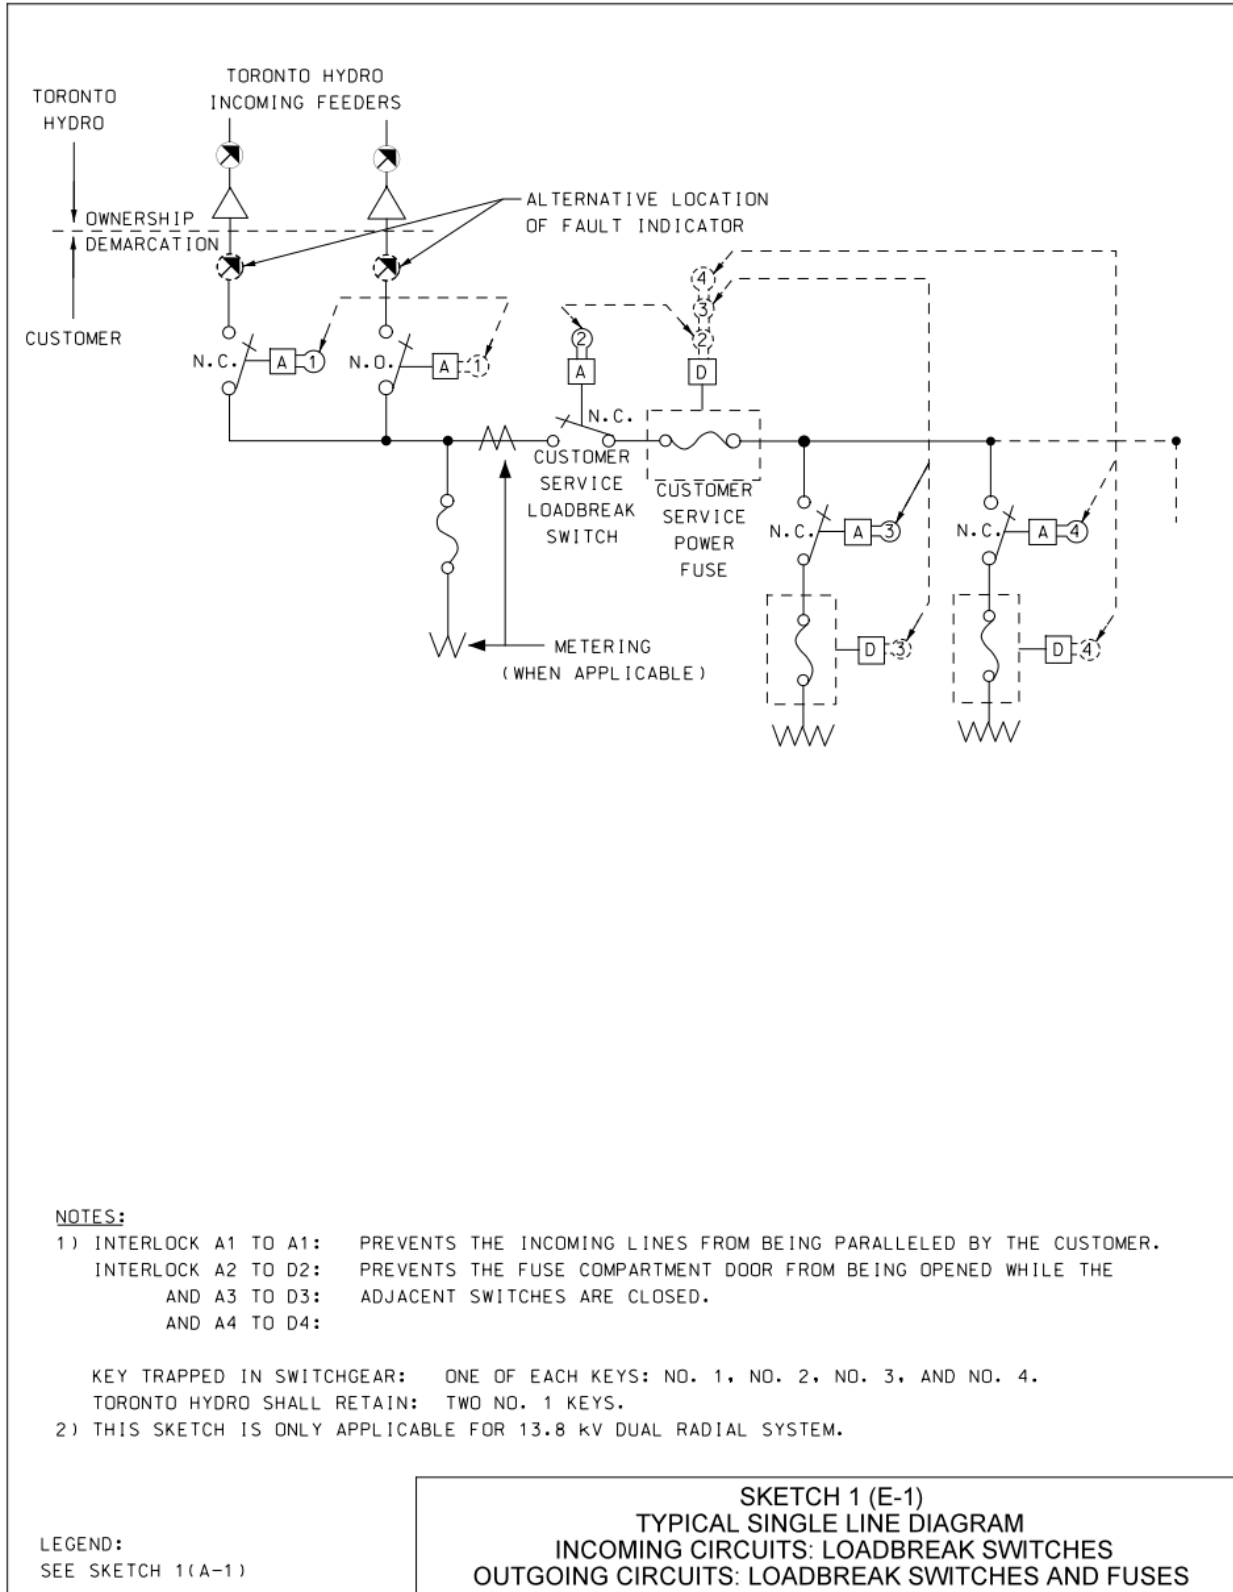 TORONTO HYDRO
INCOMING FEEDERS
TORONTO
HYDRO
OWNERSHIP
DEMARCATION
CUSTOMER
ALTERNATIVE LOCATION
OF FAULT INDICATOR
N.C.
A
1
N.O.
A
1
2
A
4
3
2
D
N.C.
CUSTOMER
SERVICE
LOADBREAK
SWITCH
CUSTOMER
SERVICE
POWER
FUSE
N.C.
A
3
N.C.
A
4
D
3
D
4
METERING
(WHEN APPLICABLE)
NOTES:
1) INTERLOCK A1 TO A1: PREVENTS THE INCOMING LINES FROM BEING PARALLELED BY THE CUSTOMER.
INTERLOCK A2 TO D2: PREVENTS THE FUSE COMPARTMENT DOOR FROM BEING OPENED WHILE THE
AND A3 TO D3: ADJACENT SWITCHES ARE CLOSED.
AND A4 TO D4:
KEY TRAPPED IN SWITCHGEAR: ONE OF EACH KEYS: NO. 1, NO. 2, NO. 3, AND NO. 4.
TORONTO HYDRO SHALL RETAIN: TWO NO. 1 KEYS.
2) THIS SKETCH IS ONLY APPLICABLE FOR 13.8 kV DUAL RADIAL SYSTEM.
LEGEND:
SEE SKETCH 1(A-1)
SKETCH 1 (E-1)
TYPICAL SINGLE LINE DIAGRAM
INCOMING CIRCUITS: LOADBREAK SWITCHES
OUTGOING CIRCUITS: LOADBREAK SWITCHES AND FUSES